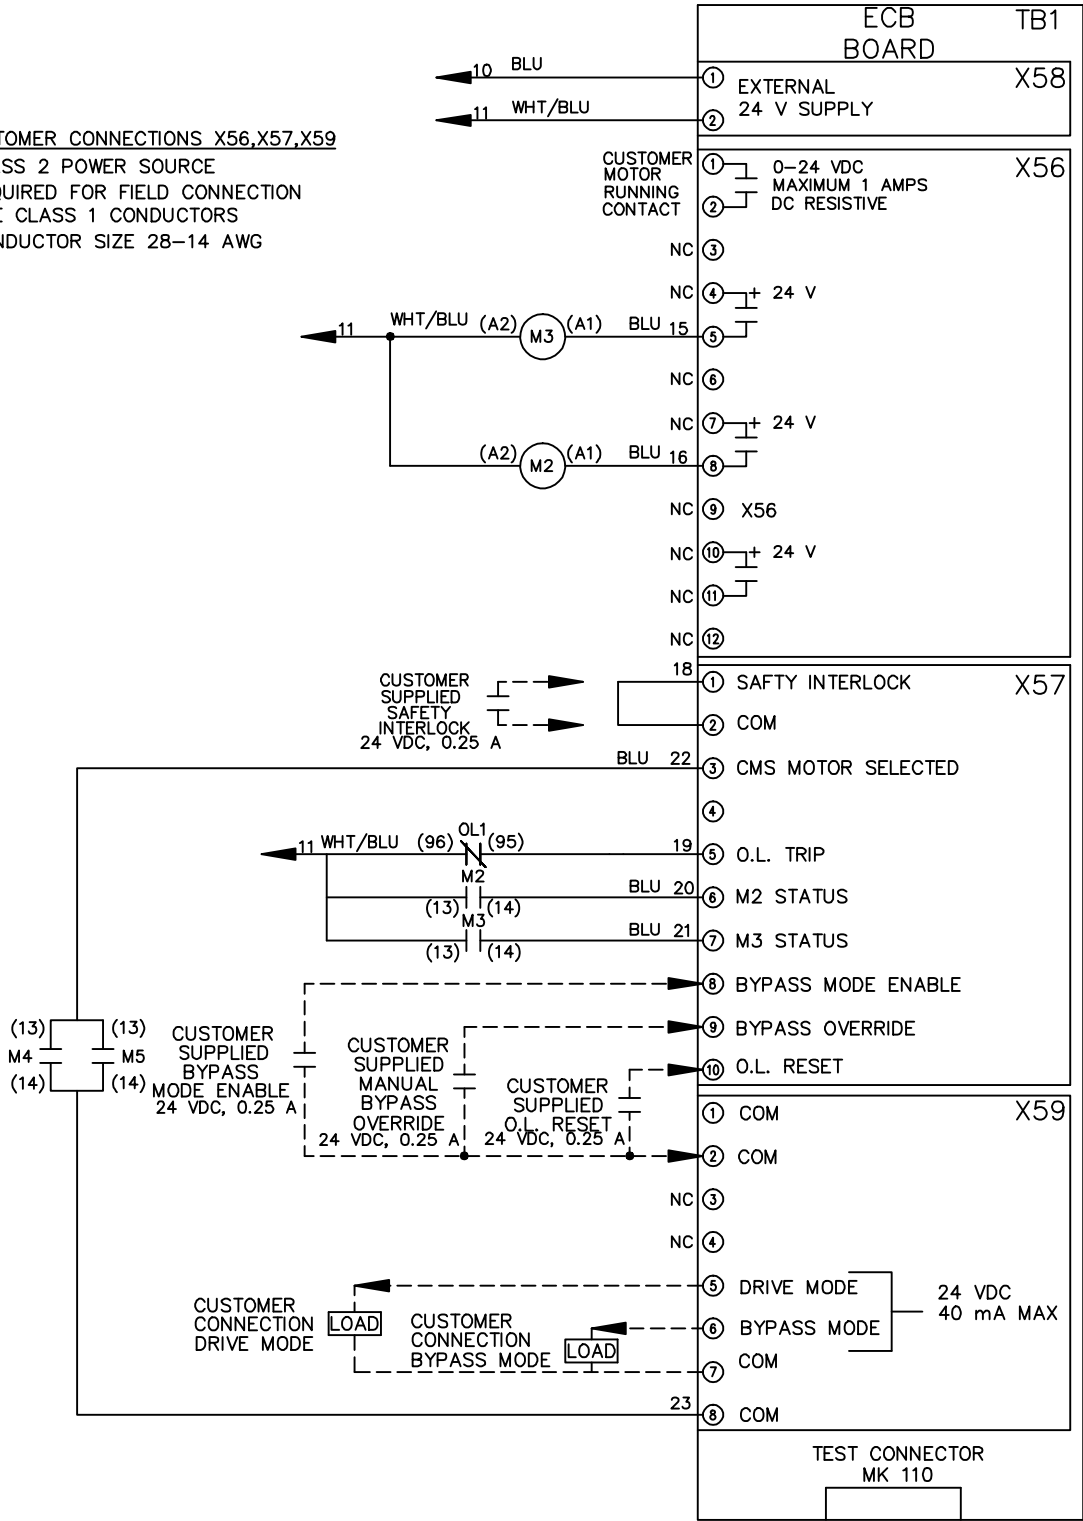 ECB
BOARD
TB1
10 BLU
1
EXTERNAL
24 V SUPPLY
X58
11 WHT/BLU
2
CONNECTIONS X56,X57,X59
2 POWER SOURCE
FOR FIELD CONNECTION
CLASS 1 CONDUCTORS
SIZE 28-14 AWG
CUSTOMER
MOTOR
RUNNING
CONTACT
1
2
0-24 VDC
MAXIMUM 1 AMPS
DC RESISTIVE
X56
NC 3
NC 4 + 24 V
11 WHT/BLU (A2) M3 (A1) BLU 15 5
NC 6
NC 7 + 24 V
(A2) M2 (A1) BLU 16 8
NC 9 X56
NC 10 + 24 V
NC 11
NC 12
CUSTOMER
SUPPLIED
SAFETY
INTERLOCK
24 VDC, 0.25 A
18 1 SAFTY INTERLOCK
X57
2 COM
BLU 22 3 CMS MOTOR SELECTED
4
11 WHT/BLU (96) OL1 (95) 19 5 O.L. TRIP
M2
(13) (14) BLU 20 6 M2 STATUS
M3
(13) (14) BLU 21 7 M3 STATUS
8 BYPASS MODE ENABLE
9 BYPASS OVERRIDE
10 O.L. RESET
(13) (13)
M4 M5
(14) (14)
CUSTOMER
SUPPLIED
BYPASS
MODE ENABLE
24 VDC, 0.25 A
CUSTOMER
SUPPLIED
MANUAL
BYPASS
OVERRIDE
24 VDC, 0.25 A
CUSTOMER
SUPPLIED
O.L. RESET
24 VDC, 0.25 A
1 COM
X59
2 COM
NC 3
NC 4
5 DRIVE MODE
6 BYPASS MODE
24 VDC
40 mA MAX
CUSTOMER
CONNECTION
DRIVE MODE
LOAD
CUSTOMER
CONNECTION
BYPASS MODE
LOAD
7 COM
23 8 COM
TEST CONNECTOR
MK 110